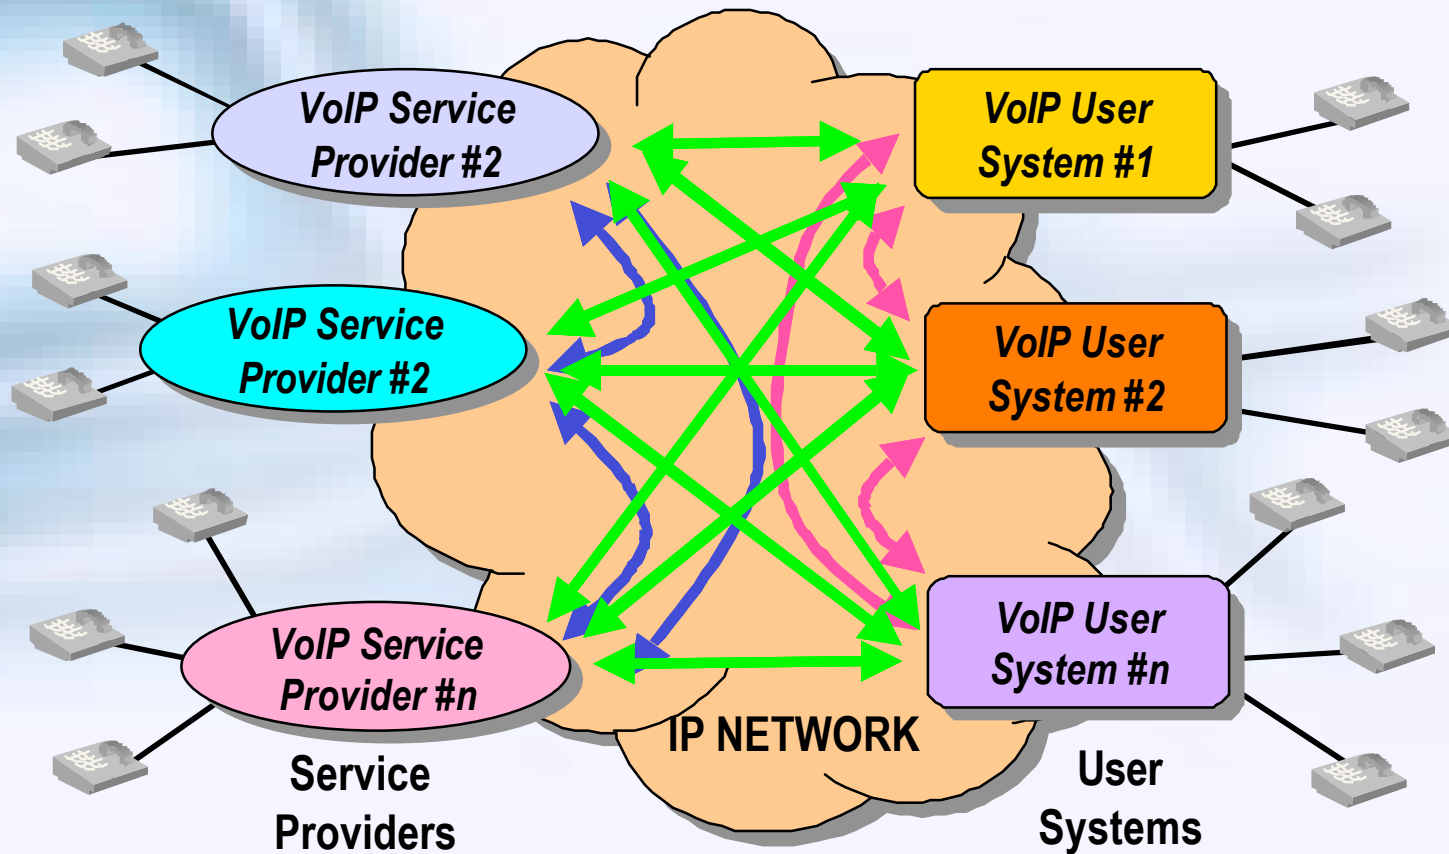 VoIP Service
Provider #2
VoIP User
System #1
VoIP Service
Provider #2
VoIP User
System #2
VoIP Service
Provider #n
VoIP User
System #n
IP NETWORK
Service
Providers
User
Systems